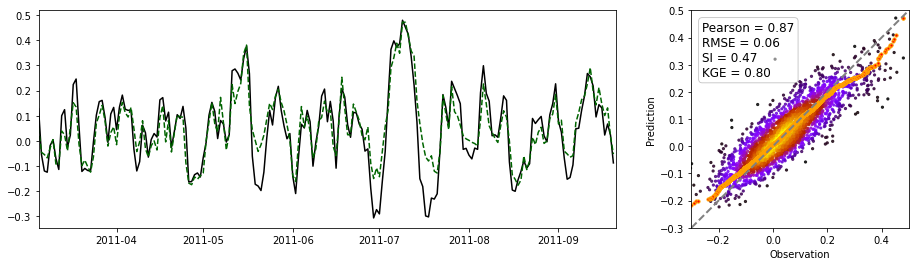 0.5
0.4
0.3
0.2
0.1
0.0
−0.1
−0.2
−0.3
2011-04 2011-05 2011-06 2011-07 2011-08 2011-09
Pearson = 0.87
RMSE = 0.06
SI = 0.47
KGE = 0.80
Prediction
0.5
0.4
0.3
0.2
0.1
0.0
−0.1
−0.2
−0.3
−0.2 0.0 0.2 0.4
Observation